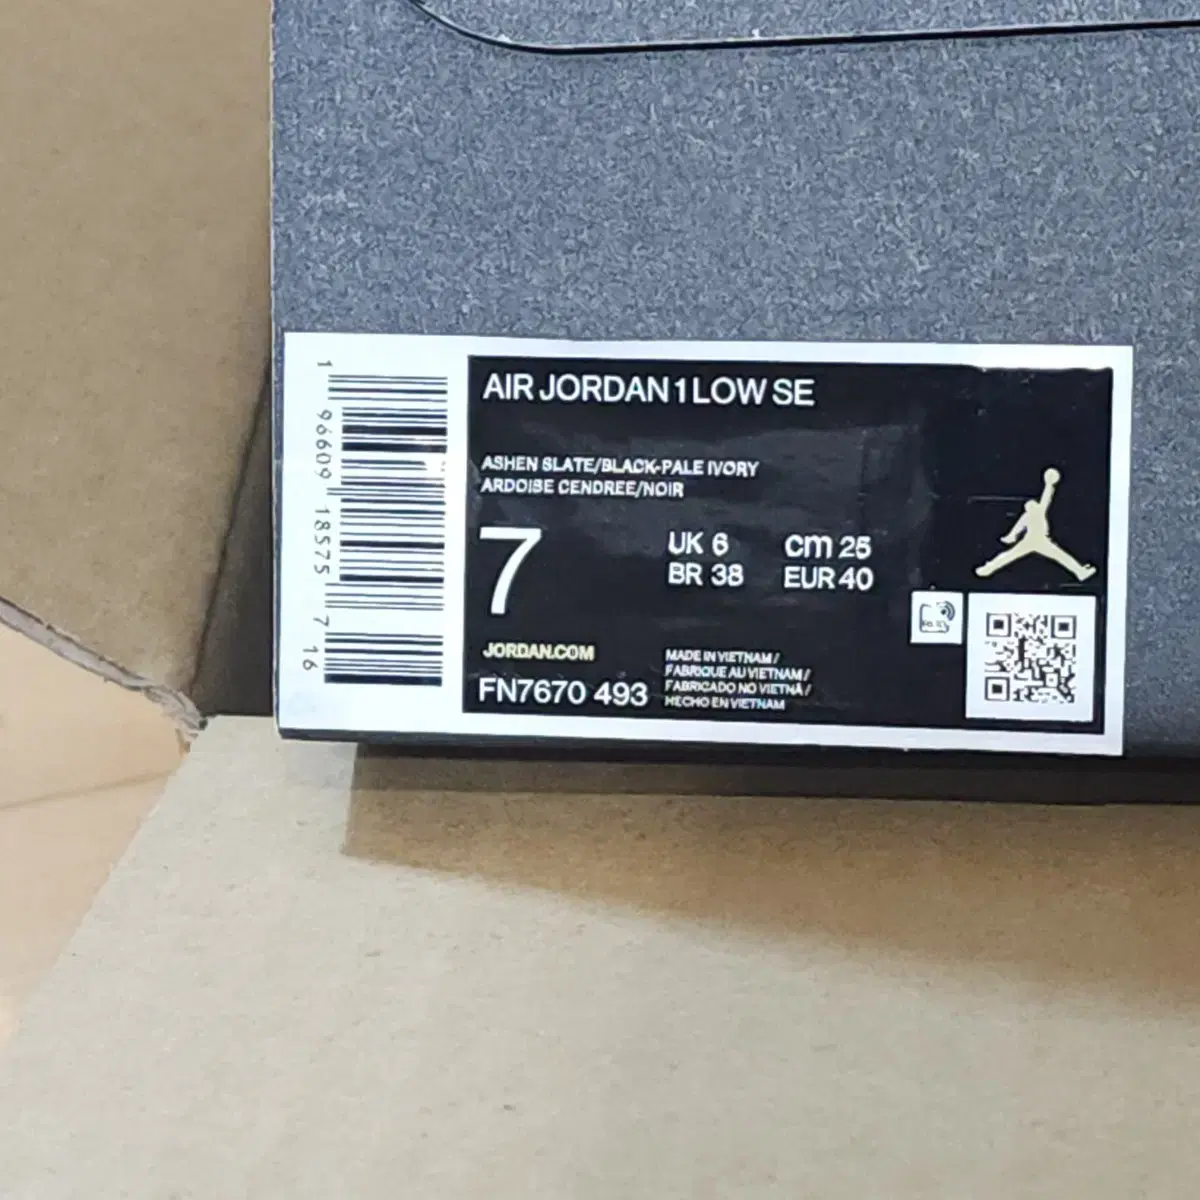 AIR JORDAN 1 LOW SE
ASHEN SLATE/BLACK-PALE IVORY
ARDOISE CENDREE/NOIR
7
UK 6
cm 25
BR 38
EUR 40
JORDAN.COM
FN7670 493
MADE IN VIETNAM /
FABRIQUE AU VIETNAM /
FABRICADO NO VIETNÃ /
HECHO EN VIETNAM
1 96609 18575 7 16